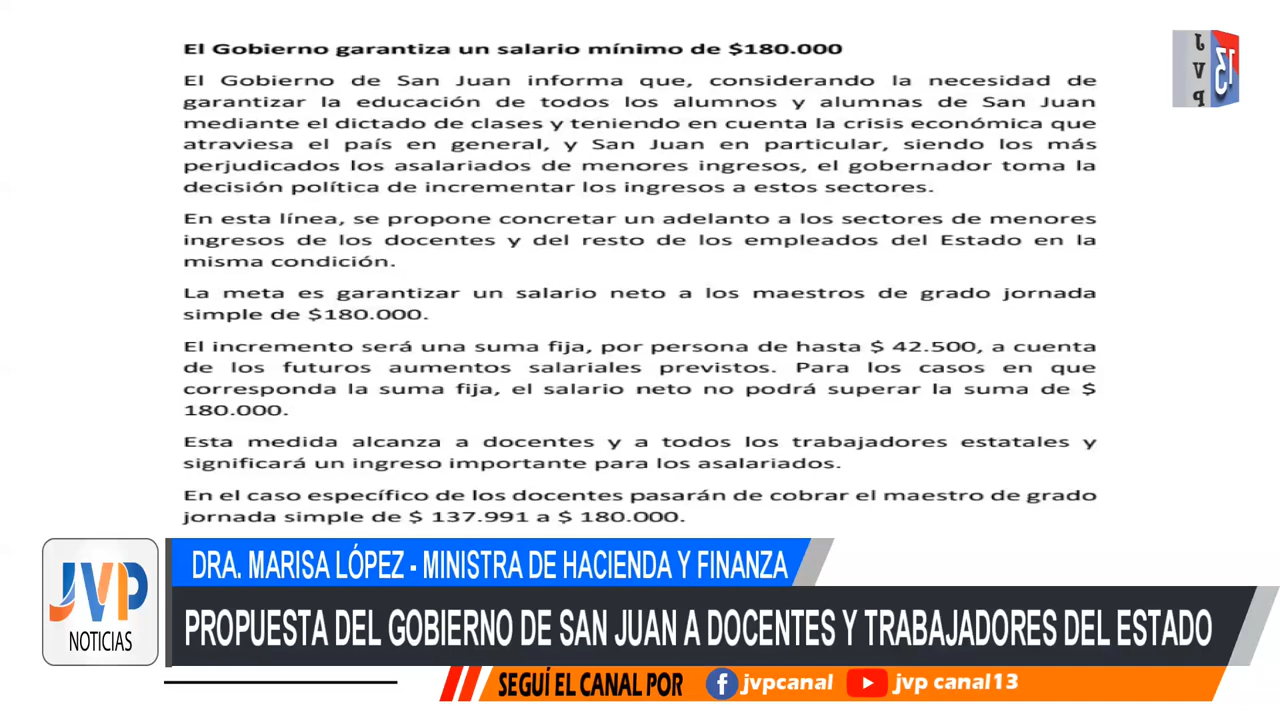 El Gobierno garantiza un salario mínimo de $180.000
El Gobierno de San Juan informa que, considerando la necesidad de
garantizar la educación de todos los alumnos y alumnas de San Juan
mediante el dictado de clases y teniendo en cuenta la crisis económica que
atraviesa el país en general, y San Juan en particular, siendo los más
perjudicados los asalariados de menores ingresos, el gobernador toma la
decisión política de incrementar los ingresos a estos sectores.
En esta línea, se propone concretar un adelanto a los sectores de menores
ingresos de los docentes y del resto de los empleados del Estado en la
misma condición.
La meta es garantizar un salario neto a los maestros de grado jornada
simple de $180.000.
El incremento será una suma fija, por persona de hasta $ 42.500, a cuenta
de los futuros aumentos salariales previstos. Para los casos en que
corresponda la suma fija, el salario neto no podrá superar la suma de $
180.000.
Esta medida alcanza a docentes y a todos los trabajadores estatales y
significará un ingreso importante para los asalariados.
En el caso específico de los docentes pasarán de cobrar el maestro de grado
jornada simple de $ 137.991 a $ 180.000.
JVP
13
DRA. MARISA LÓPEZ - MINISTRA DE HACIENDA Y FINANZA
JVP
NOTICIAS
PROPUESTA DEL GOBIERNO DE SAN JUAN A DOCENTES Y TRABAJADORES DEL ESTADO
SEGUÍ EL CANAL POR
jvpcanal
jvp canal13